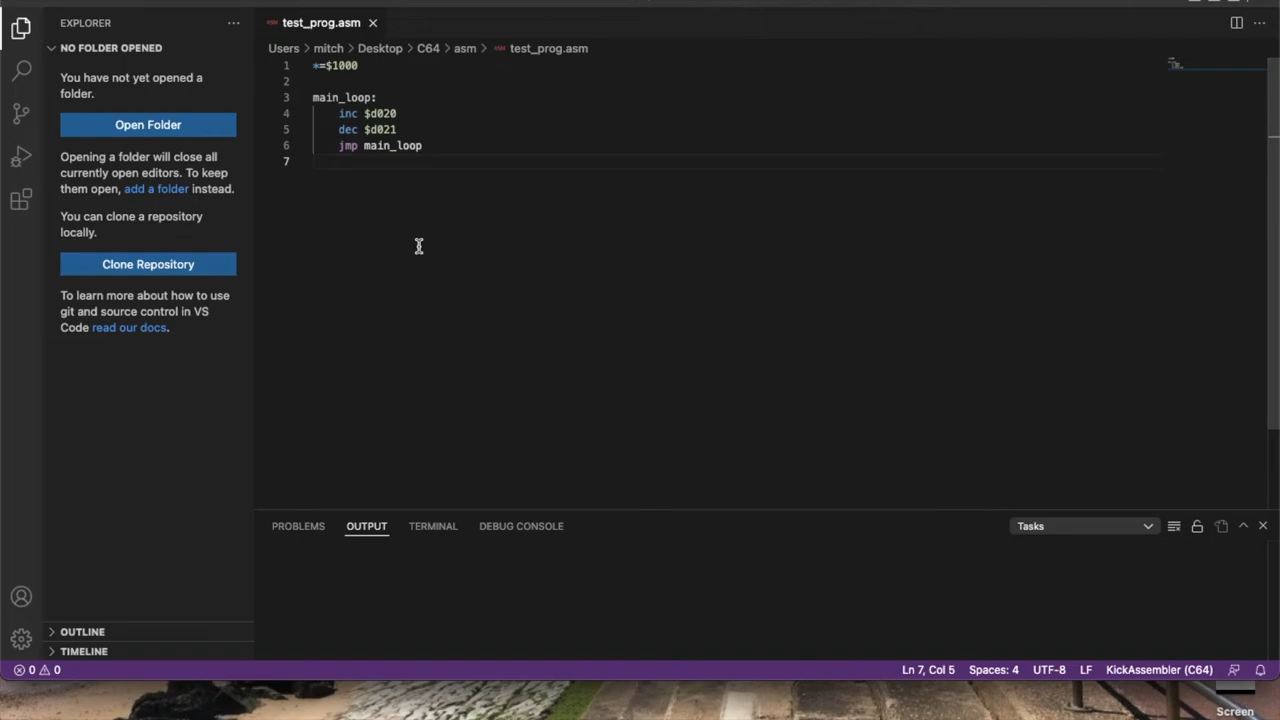 EXPLORER
NO FOLDER OPENED
You have not yet opened a
folder.
Open Folder
Opening a folder will close all
currently open editors. To keep
them open, add a folder instead.
You can clone a repository
locally.
Clone Repository
To learn more about how to use
git and source control in VS
Code read our docs.
OUTLINE
TIMELINE
ASM test_prog.asm
Users > mitch > Desktop > C64 > asm > ASM test_prog.asm
1 *=$1000
2
3 main_loop:
4 inc $d020
5 dec $d021
6 jmp main_loop
7
PROBLEMS OUTPUT TERMINAL DEBUG CONSOLE Tasks
0 0 Ln 7, Col 5 Spaces: 4 UTF-8 LF KickAssembler (C64)
Screen